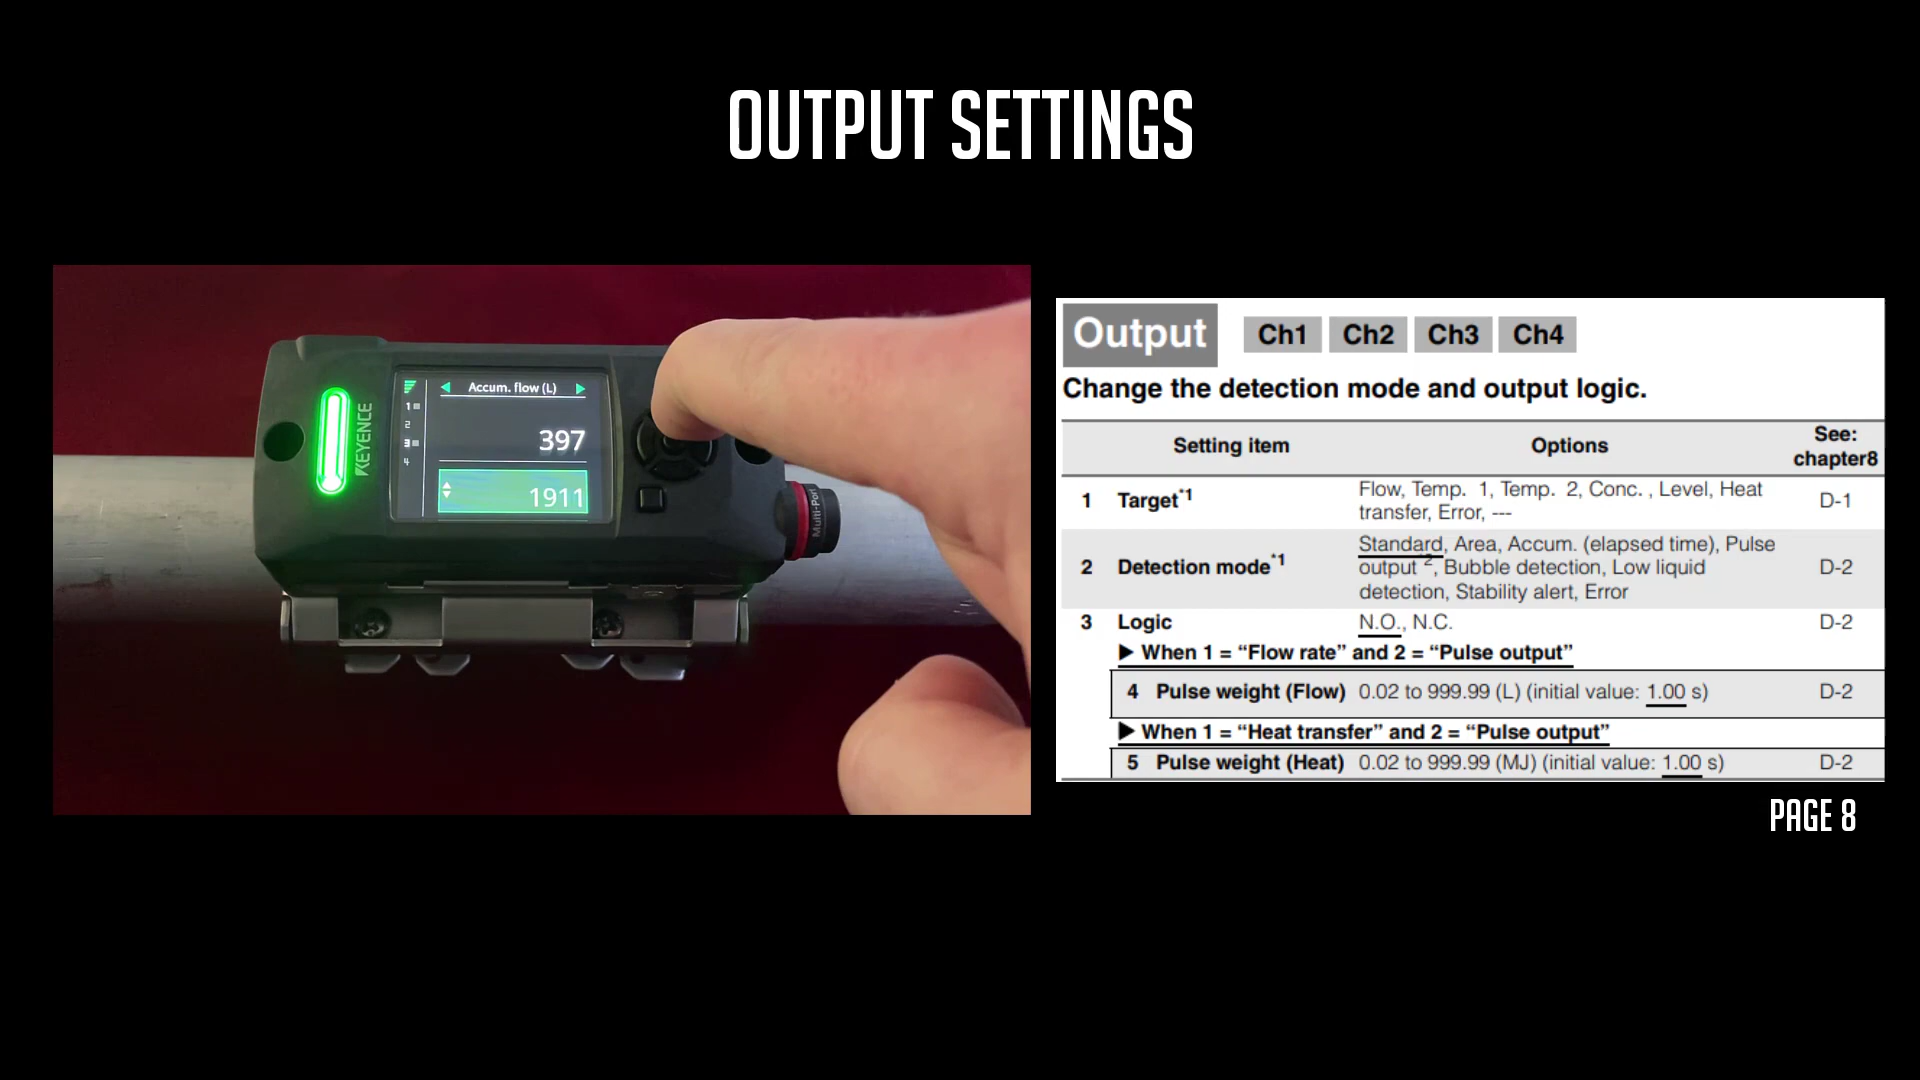 OUTPUT SETTINGS
KEYENCE
Accum. flow (L)
1
2
3
4
397
1911
Multi-Port
Output Ch1 Ch2 Ch3 Ch4
Change the detection mode and output logic.
Setting item Options See: chapter8
1 Target*1 Flow, Temp. 1, Temp. 2, Conc. , Level, Heat
transfer, Error, --- D-1
2 Detection mode*1 Standard, Area, Accum. (elapsed time), Pulse
output *2, Bubble detection, Low liquid
detection, Stability alert, Error D-2
3 Logic N.O., N.C. D-2
▶ When 1 = “Flow rate” and 2 = “Pulse output”
4 Pulse weight (Flow) 0.02 to 999.99 (L) (initial value: 1.00 s) D-2
▶ When 1 = “Heat transfer” and 2 = “Pulse output”
5 Pulse weight (Heat) 0.02 to 999.99 (MJ) (initial value: 1.00 s) D-2
PAGE 8